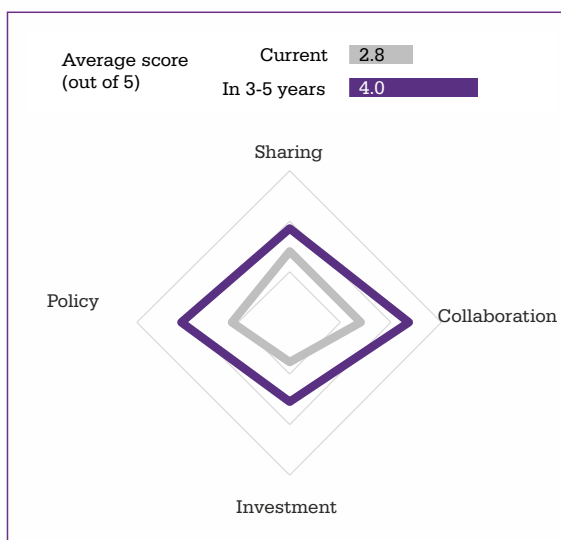 Average score
(out of 5)
Current
2.8
In 3-5 years
4.0
Sharing
Policy
Collaboration
Investment